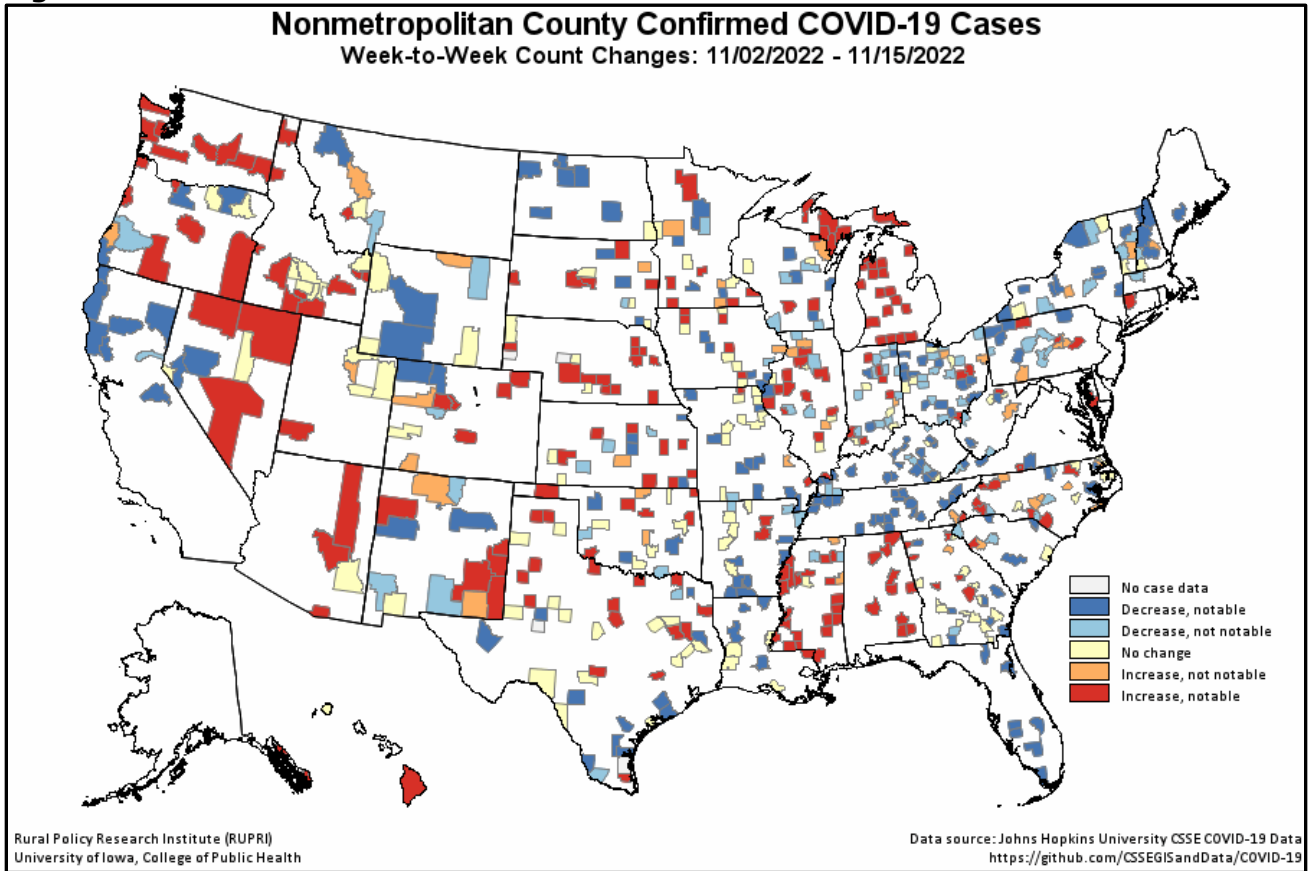 Nonmetropolitan County Confirmed COVID-19 Cases
Week-to-Week Count Changes: 11/02/2022 - 11/15/2022
No case data
Decrease, notable
Decrease, not notable
No change
Increase, not notable
Increase, notable
Rural Policy Research Institute (RUPRI)
University of Iowa, College of Public Health
Data source: Johns Hopkins University CSSE COVID-19 Data
https://github.com/CSSEGISandData/COVID-19